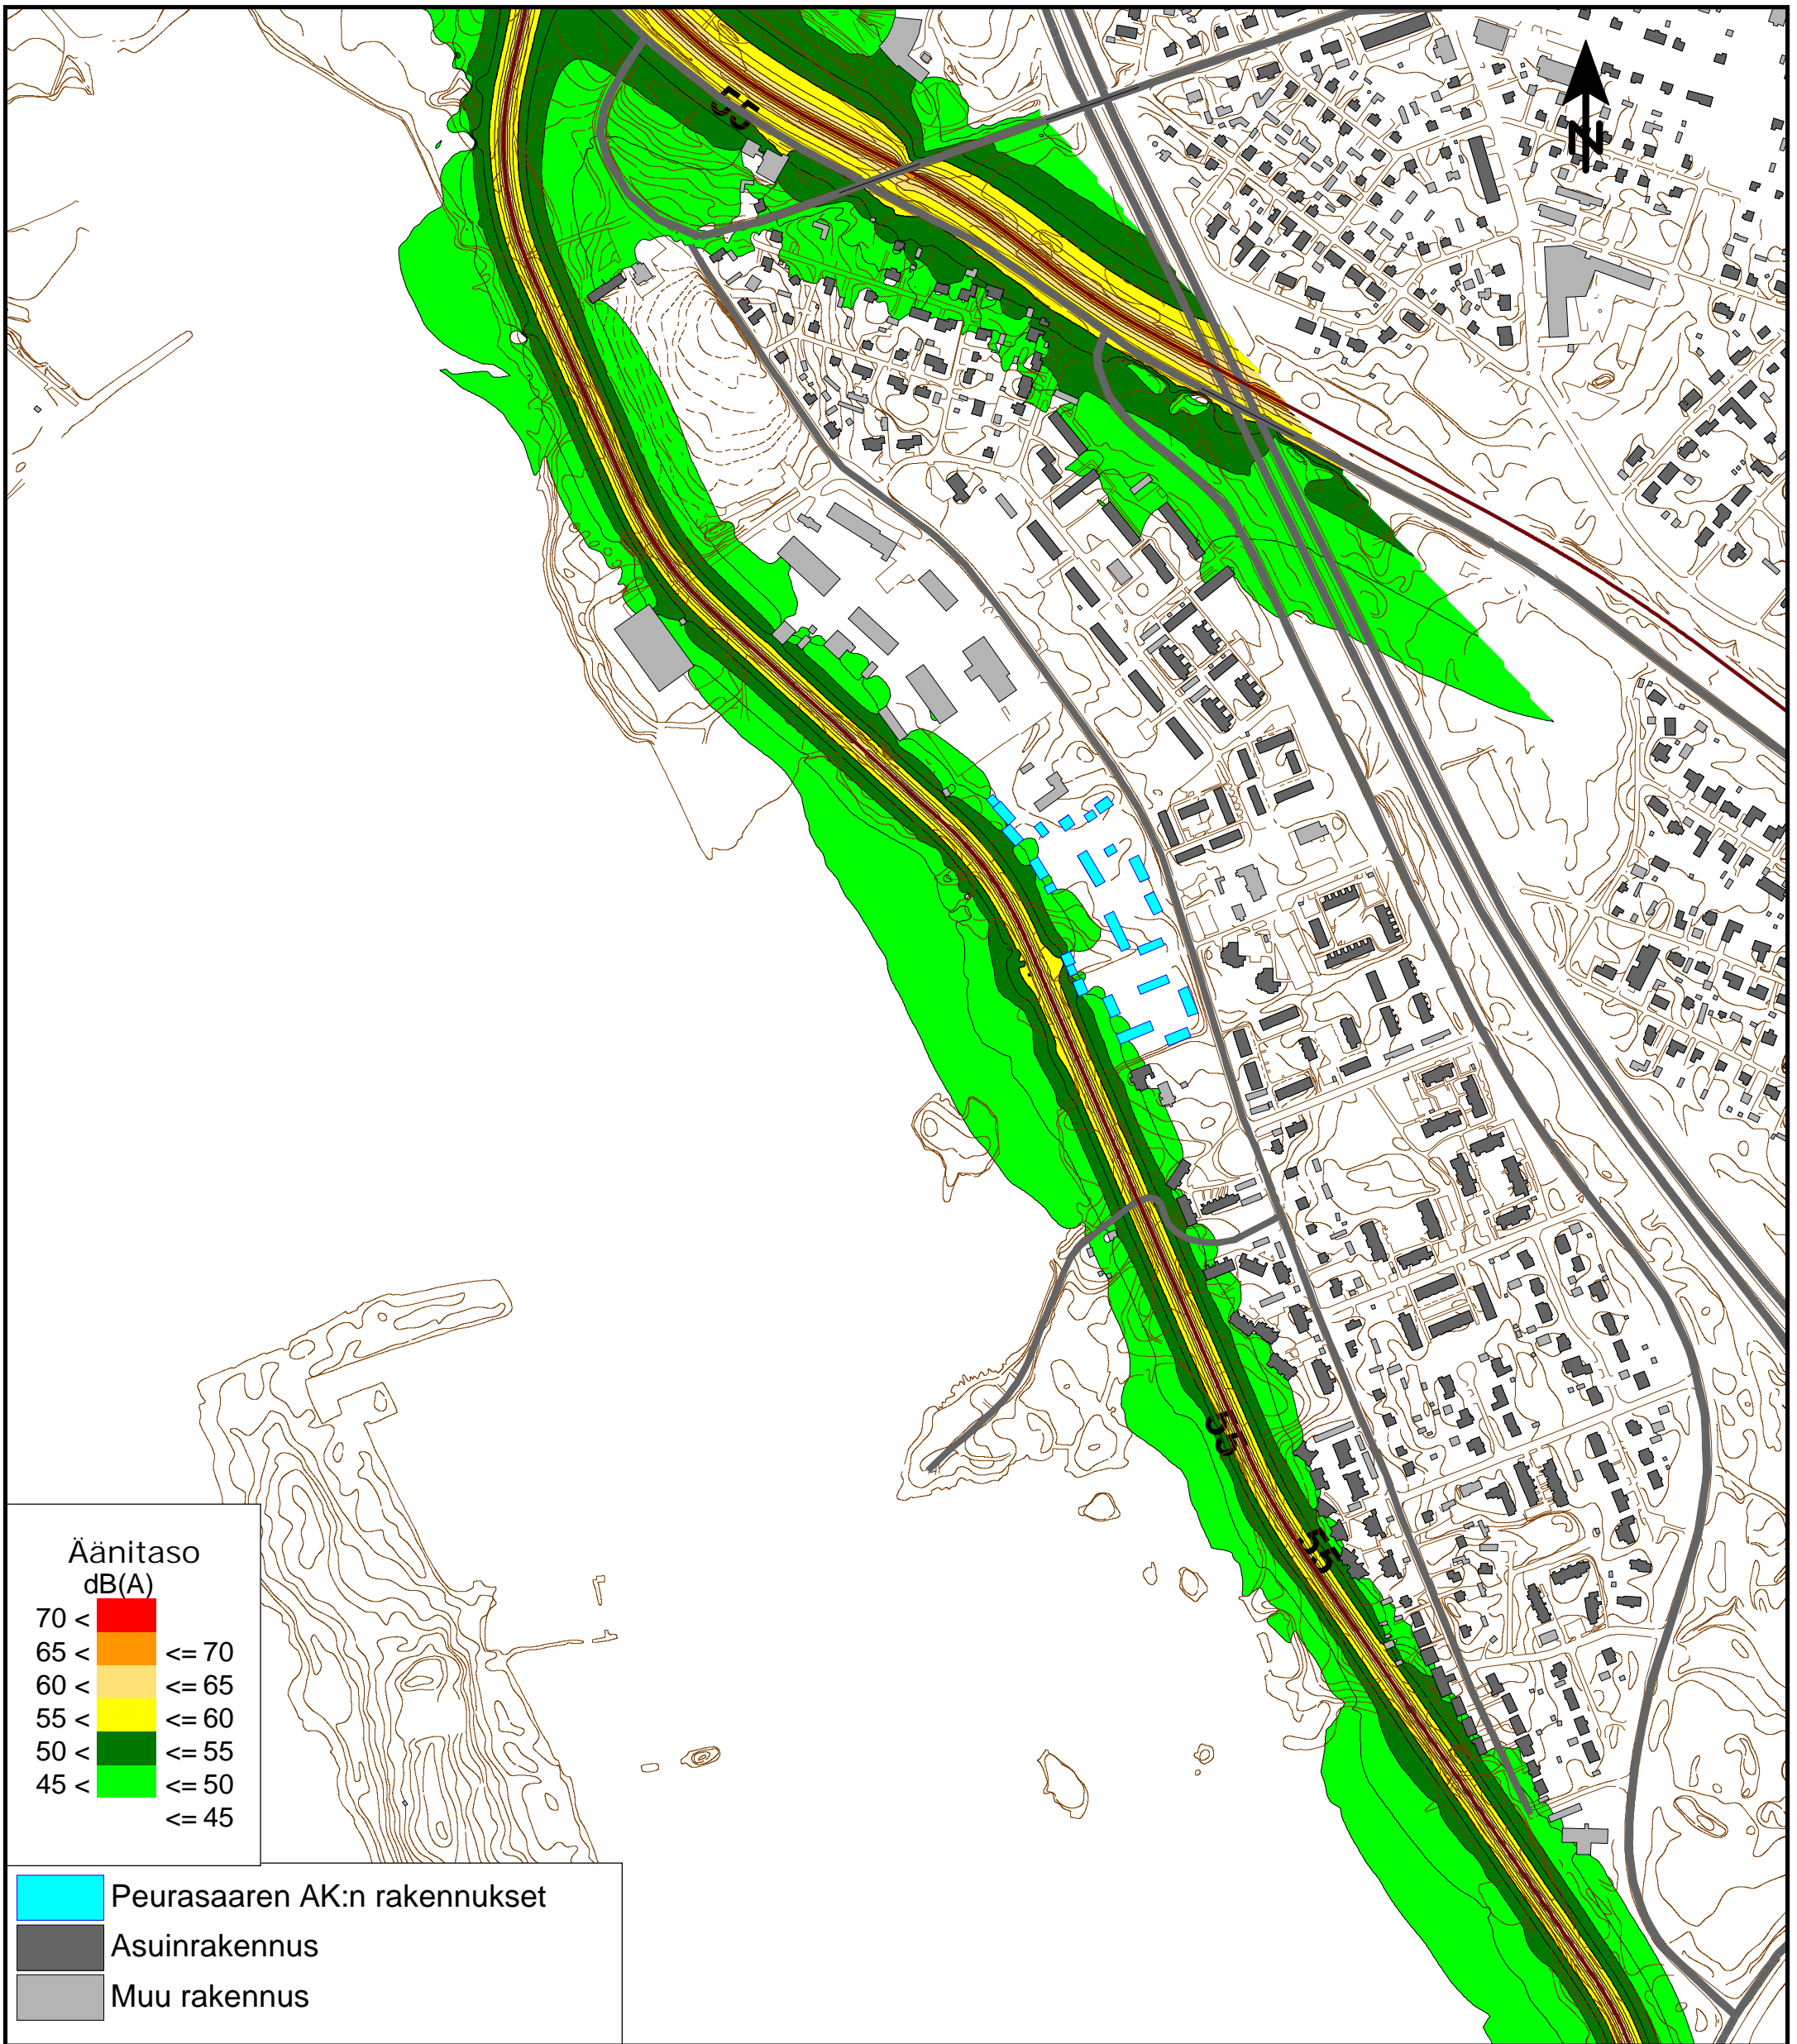 55
N
55
55
Äänitaso
dB(A)
70 <
65 < <= 70
60 < <= 65
55 < <= 60
50 < <= 55
45 < <= 50
<= 45
Peurasaaren AK:n rakennukset
Asuinrakennus
Muu rakennus